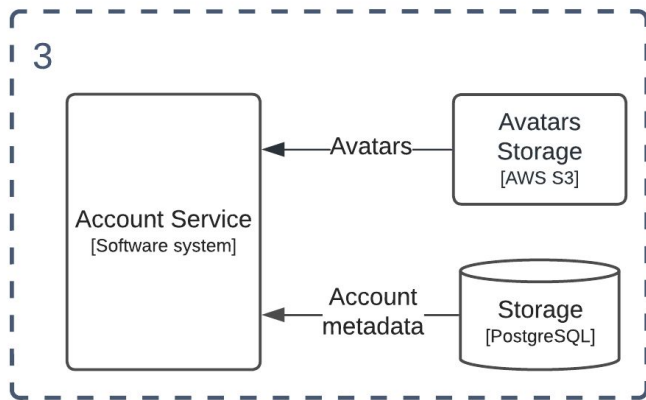 3
Account Service
[Software system]
Avatars
Avatars
Storage
[AWS S3]
Account
metadata
Storage
[PostgreSQL]